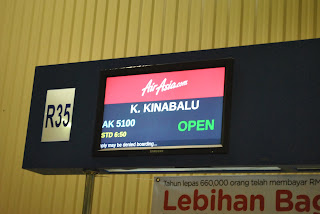 R35
AirAsia.com
K. KINABALU
AK 5100
STD 6:50
OPEN
may be denied boarding...
Tahun lepas 660,000 orang telah membayar RM
Lebihan Bag